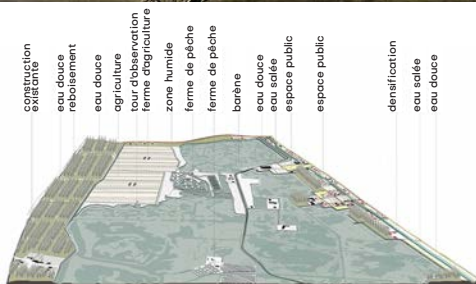 construction
existante
eau douce
reboisement
eau douce
agriculture
tour d'observation
ferme d'agriculture
zone humide
ferme de pêche
ferme de pêche
barène
eau douce
eau salée
espace public
espace public
densification
eau salée
eau douce